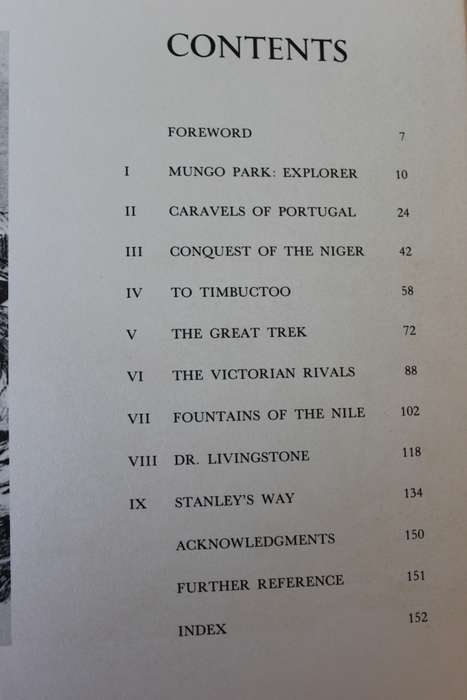 CONTENTS
FOREWORD 7
I MUNGO PARK: EXPLORER 10
II CARAVELS OF PORTUGAL 24
III CONQUEST OF THE NIGER 42
IV TO TIMBUCTOO 58
V THE GREAT TREK 72
VI THE VICTORIAN RIVALS 88
VII FOUNTAINS OF THE NILE 102
VIII DR. LIVINGSTONE 118
IX STANLEY'S WAY 134
ACKNOWLEDGMENTS 150
FURTHER REFERENCE 151
INDEX 152